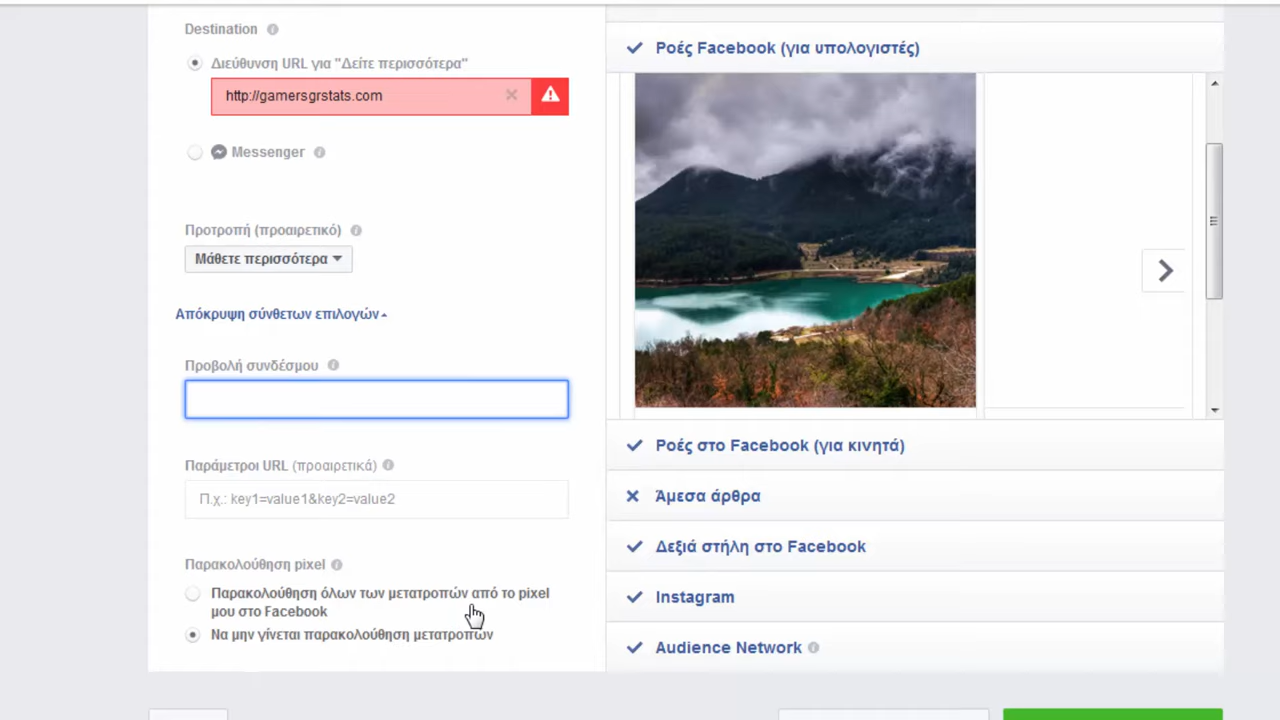 Destination
Διεύθυνση URL για "Δείτε περισσότερα"
http://gamersgrstats.com
Messenger
Προτροπή (προαιρετικό)
Μάθετε περισσότερα
Απόκρυψη σύνθετων επιλογών
Προβολή συνδέσμου
Παράμετροι URL (προαιρετικά)
Π.χ.: key1=value1&key2=value2
Παρακολούθηση pixel
Παρακολούθηση όλων των μετατροπών από το pixel
μου στο Facebook
Να μην γίνεται παρακολούθηση μετατροπών
Ροές Facebook (για υπολογιστές)
Ροές στο Facebook (για κινητά)
Άμεσα άρθρα
Δεξιά στήλη στο Facebook
Instagram
Audience Network